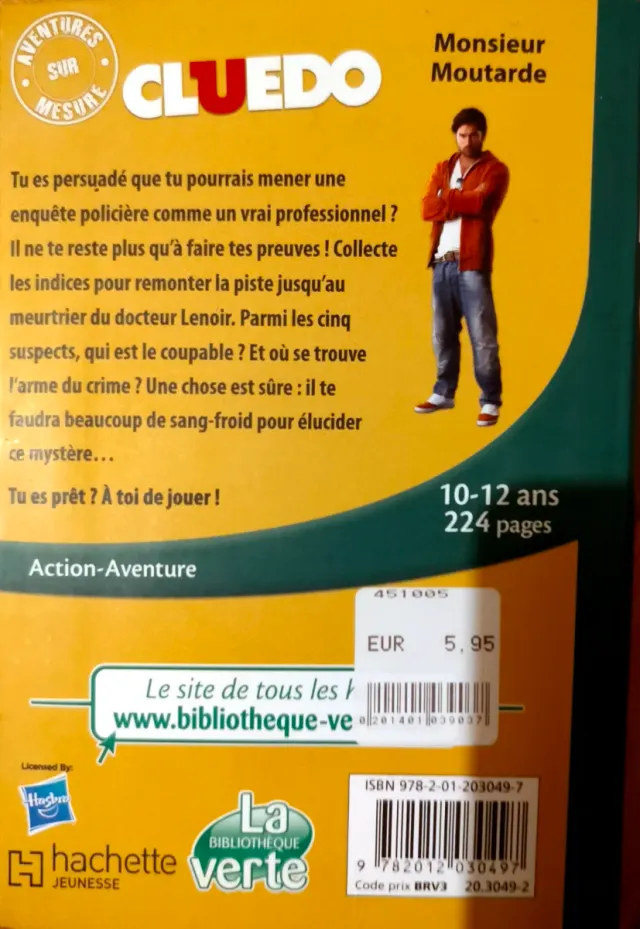 AVENTURES
SUR
MESURE
CLUEDO
Monsieur
Moutarde
Tu es persuadé que tu pourrais mener une
enquête policière comme un vrai professionnel ?
Il ne te reste plus qu'à faire tes preuves ! Collecte
les indices pour remonter la piste jusqu'au
meurtrier du docteur Lenoir. Parmi les cinq
suspects, qui est le coupable ? Et où se trouve
l'arme du crime ? Une chose est sûre : il te
faudra beaucoup de sang-froid pour élucider
ce mystère...
Tu es prêt ? À toi de jouer !
10-12 ans
224 pages
Action-Aventure
451005
EUR 5,95
0201401039037
Le site de tous les
www.bibliotheque-ve
Licensed By:
Hasbro
hachette
JEUNESSE
La
BIBLIOTHÈQUE
verte
ISBN 978-2-01-203049-7
9 782012 030497
Code prix BRV3 20.3049-2